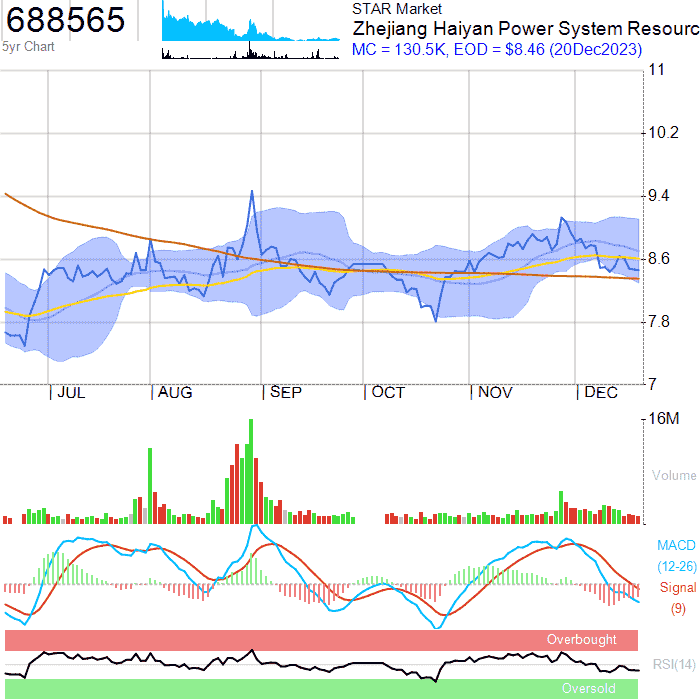 688565
5yr Chart
STAR Market
Zhejiang Haiyan Power System Resourc
MC = 130.5K, EOD = $8.46 (20Dec2023)
11
10.2
9.4
8.6
7.8
7
JUL AUG SEP OCT NOV DEC
16M
Volume
MACD
(12-26)
Signal
(9)
Overbought
RSI(14)
Oversold